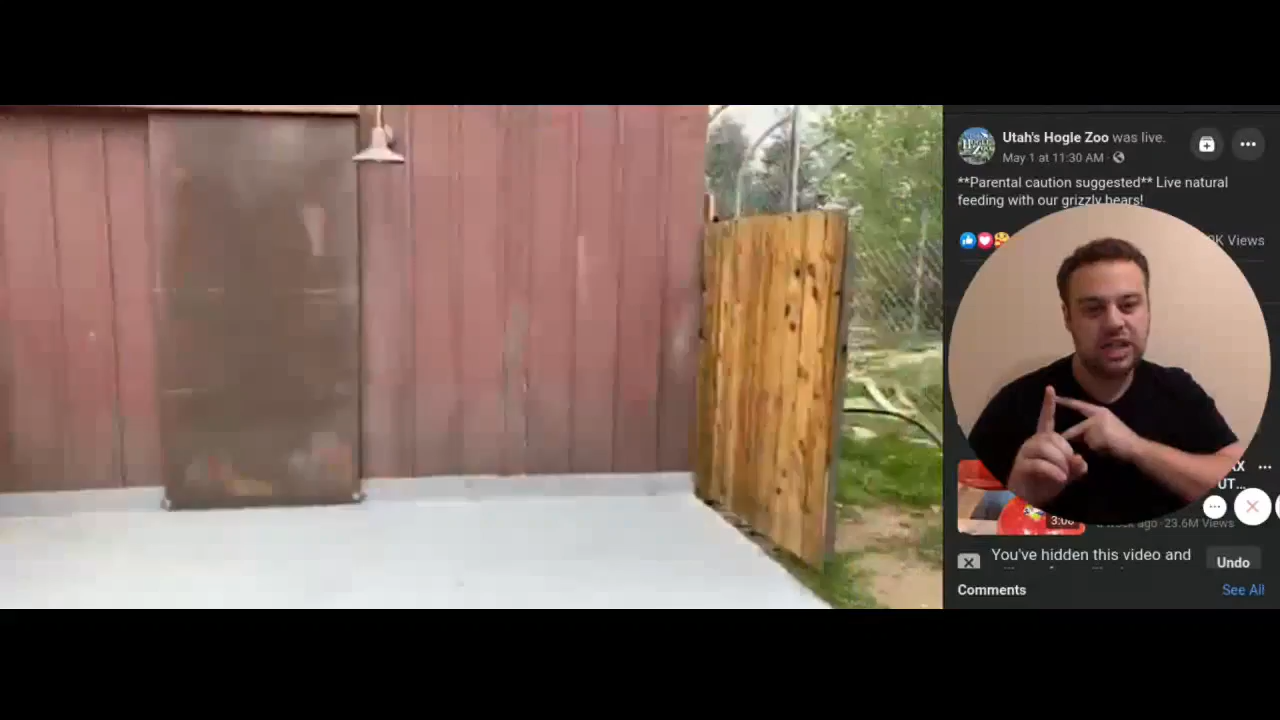 Utah's Hogle Zoo was live.
May 1 at 11:30 AM
**Parental caution suggested** Live natural
feeding with our grizzly bears!
Views
UT...
3:06
week ago · 23.6M Views
You've hidden this video and
Undo
Comments
See All